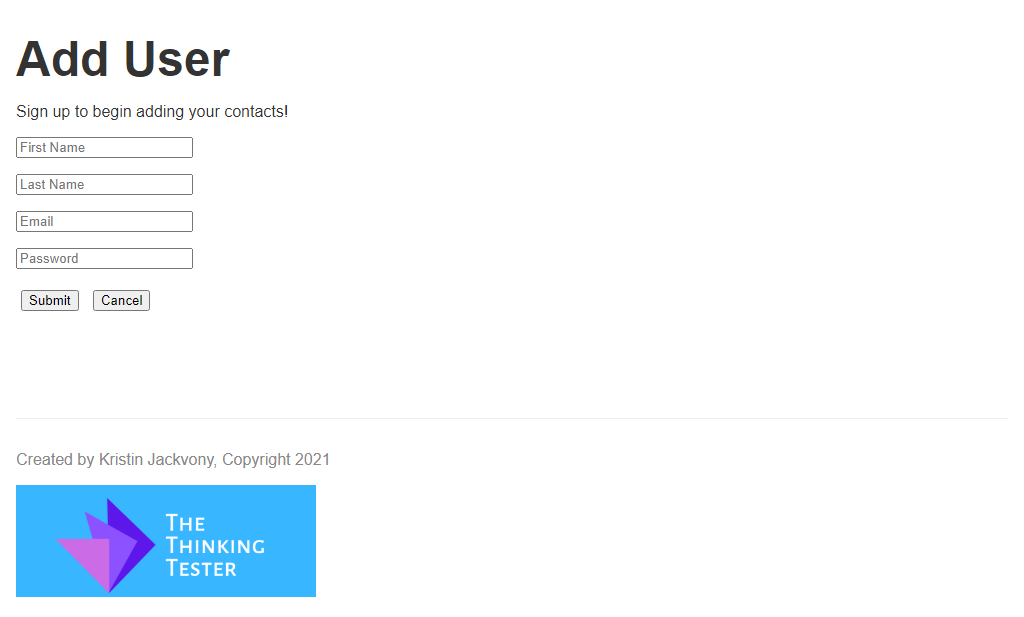 Add User
Sign up to begin adding your contacts!
First Name
Last Name
Email
Password
Submit Cancel
Created by Kristin Jackvony, Copyright 2021
THE
THINKING
TESTER